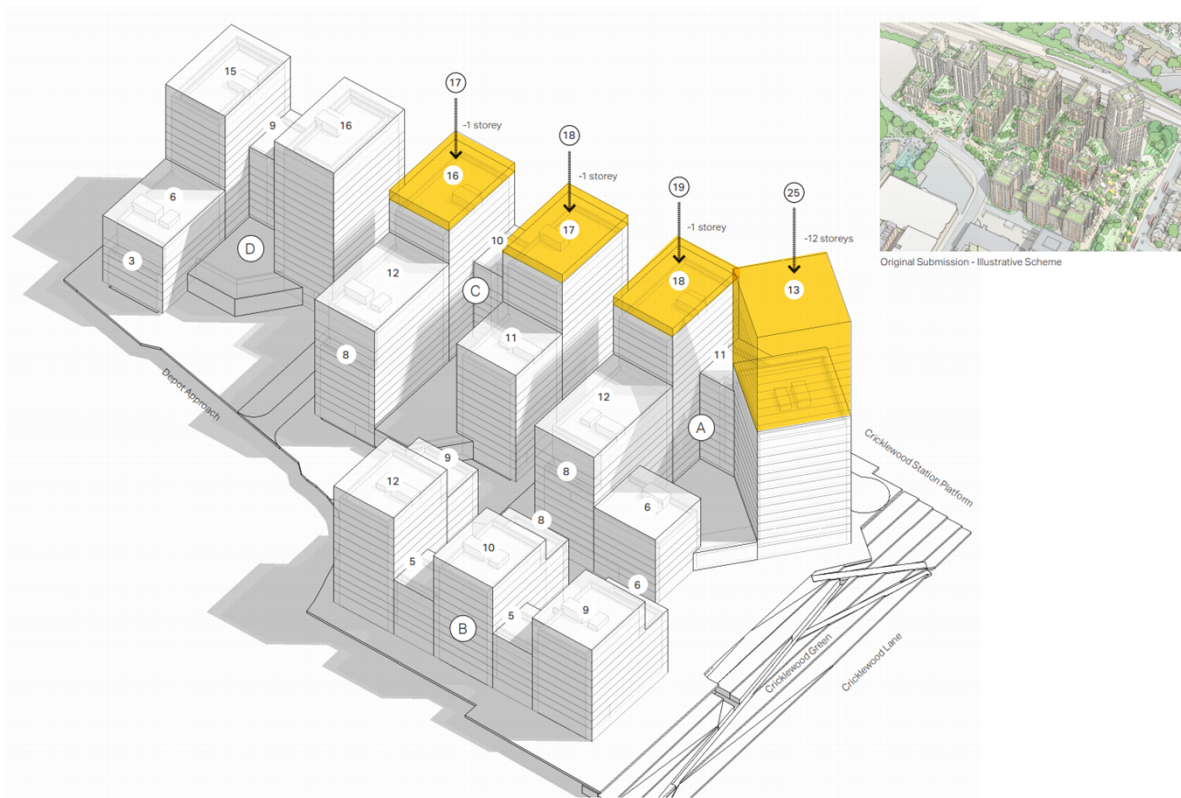 15
17
-1 storey
9
16
18
-1 storey
16
6
19
-1 storey
25
-12 storeys
10
17
3
D
12
C
18
13
8
11
11
12
A
Depot Approach
9
8
12
6
Cricklewood Station Platform
8
10
5
6
5
9
B
Cricklewood Green
Cricklewood Lane
Original Submission - Illustrative Scheme